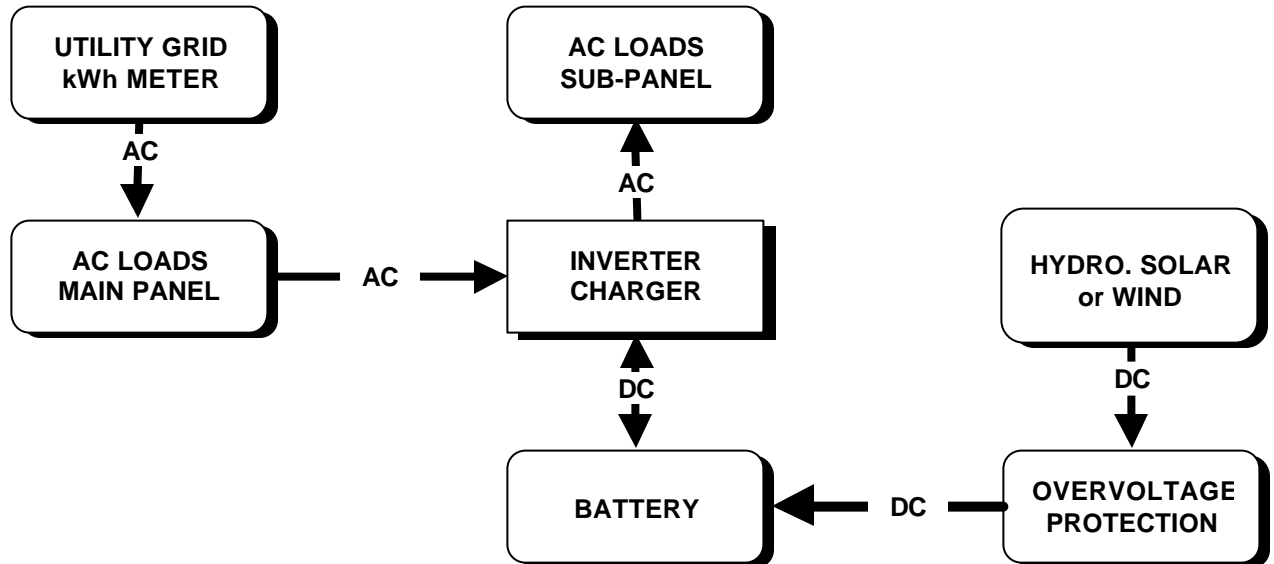 UTILITY GRID
kWh METER
AC LOADS
SUB-PANEL
AC
AC
AC LOADS
MAIN PANEL
AC
INVERTER
CHARGER
HYDRO. SOLAR
or WIND
DC
DC
BATTERY
DC
OVERVOLTAGE
PROTECTION